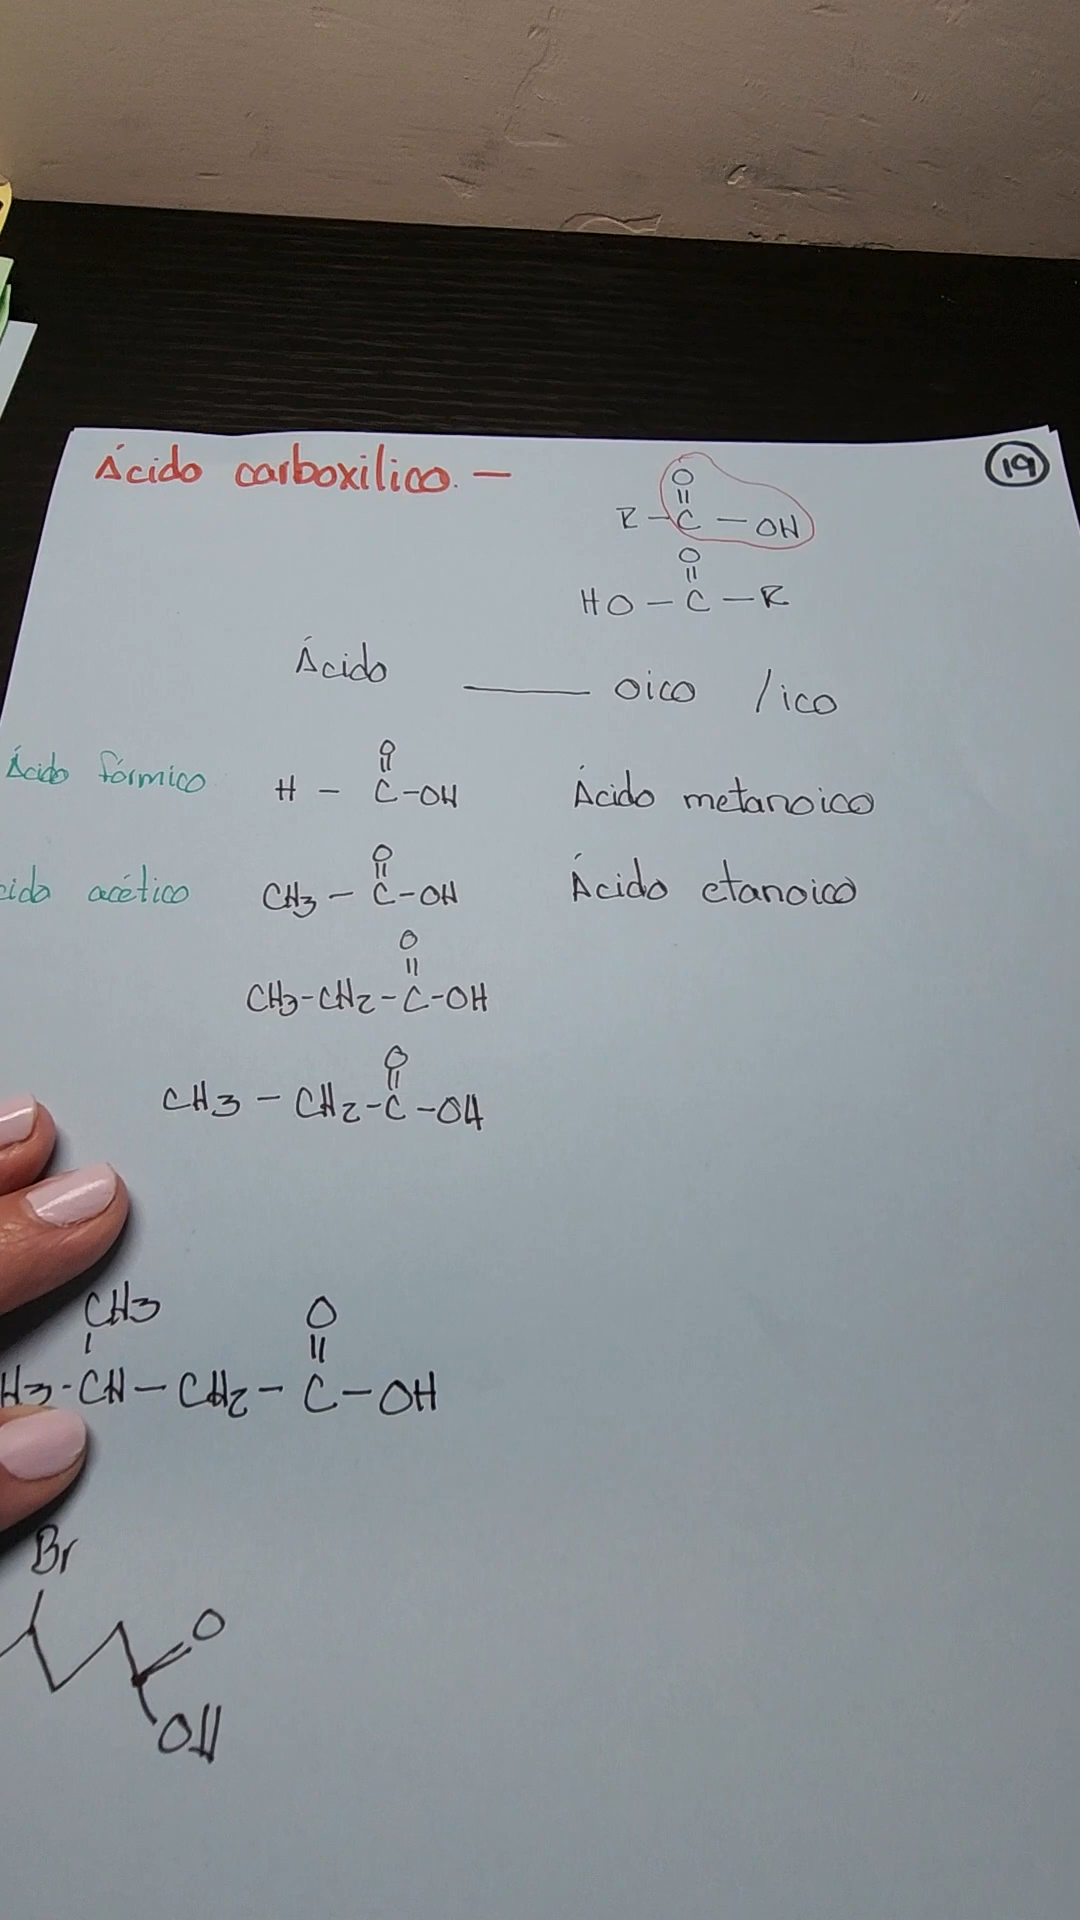 Ácido carboxilico. —
19
O
||
R — C — OH
O
||
HO — C — R
Ácido ______ oico / ico
Ácido fórmico
O
||
H — C-OH
Ácido metanoico
acético
O
||
CH3 — C-OH
Ácido etanoico
O
||
CH3-CH2-C-OH
O
||
CH3 — CH2-C-OH
CH3
O
|
||
H3-CH — CH2 — C — OH
Br
O
OH